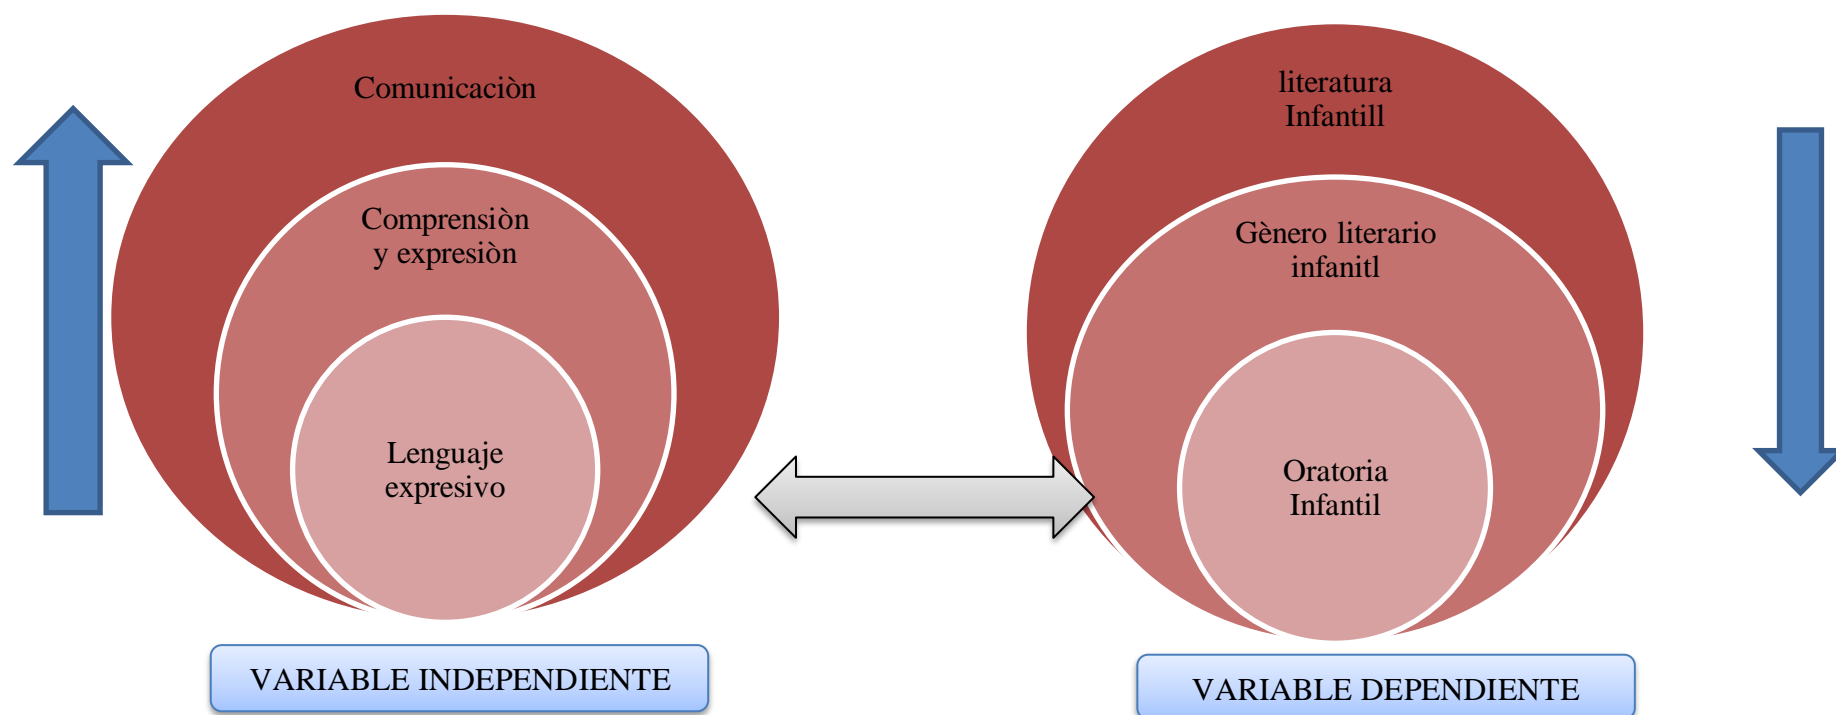 Comunicaciòn
Comprensiòn
y expresiòn
Lenguaje
expresivo
VARIABLE INDEPENDIENTE
literatura
Infantill
Gènero literario
infanitl
Oratoria
Infantil
VARIABLE DEPENDIENTE